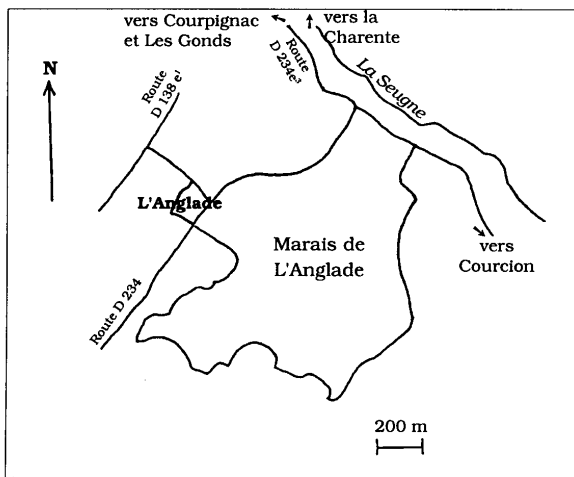 vers Courpignac
et Les Gonds
vers la
Charente
Route
D 234e³
La Seugne
N
Route
D 138 e¹
L'Anglade
Marais de
L'Anglade
vers
Courcion
Route D 234
200 m